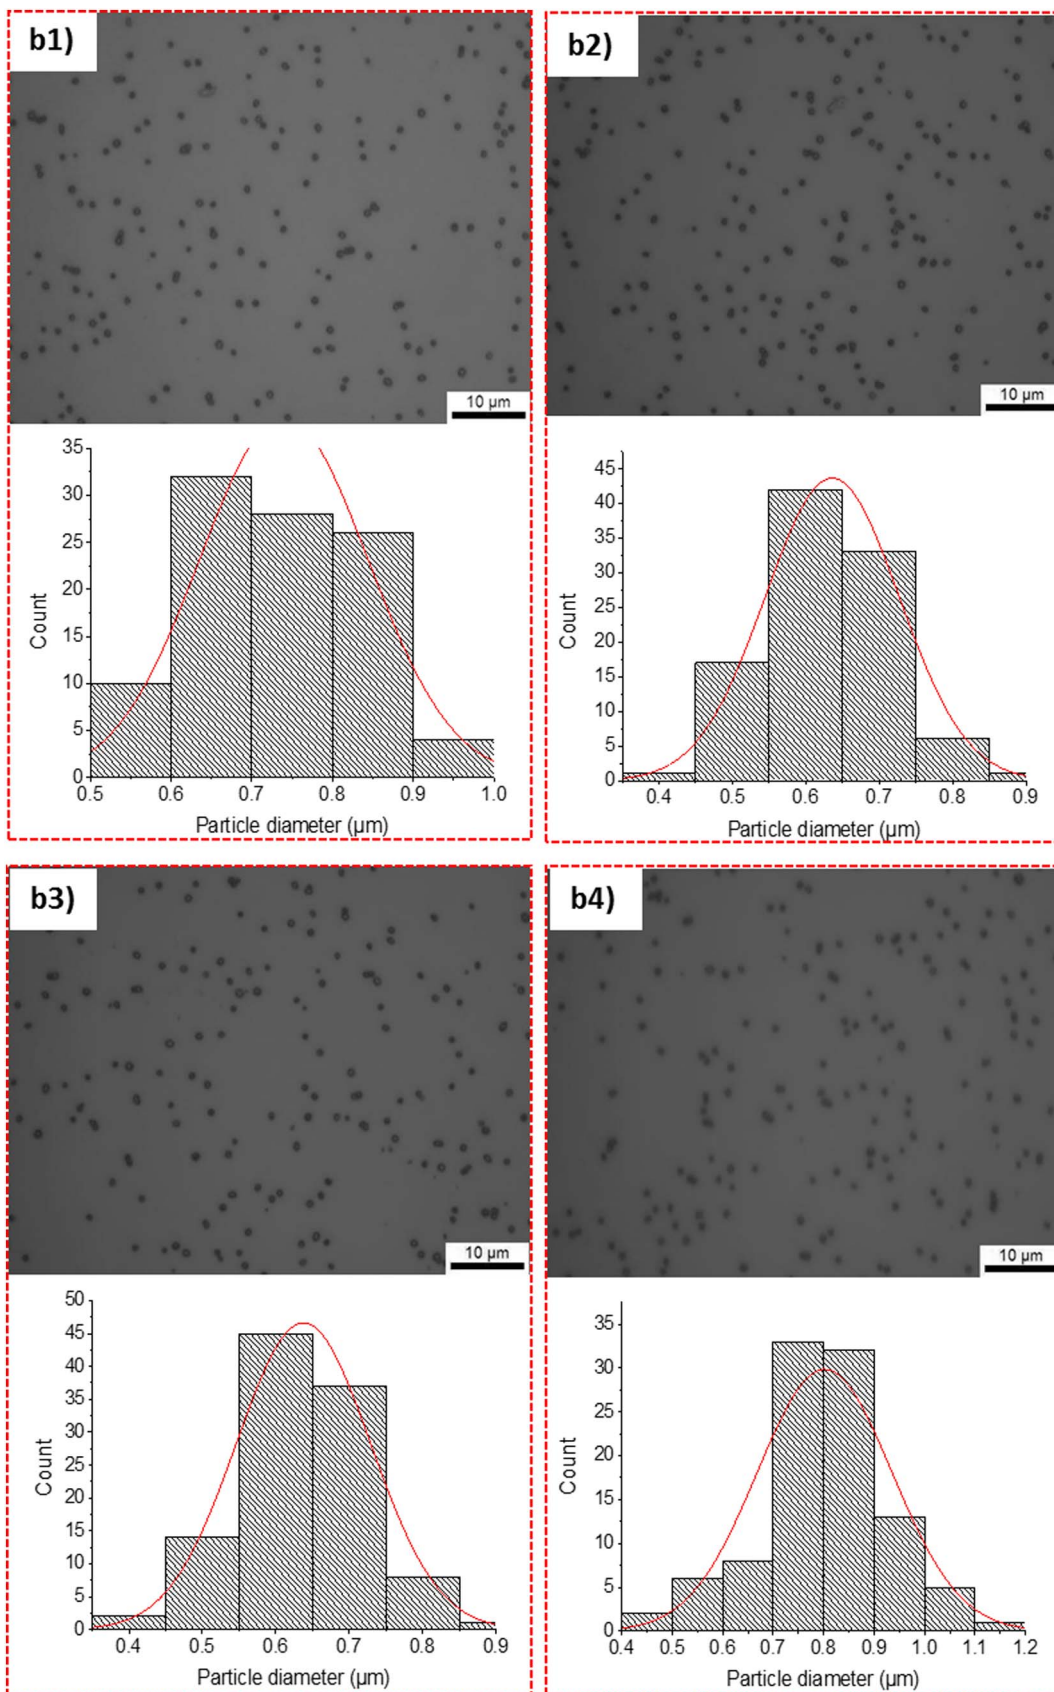 b1)
10 µm
35
30
25
20
15
10
5
0
Count
0.5 0.6 0.7 0.8 0.9 1.0
Particle diameter (µm)
b2)
10 µm
45
40
35
30
25
20
15
10
5
0
Count
0.4 0.5 0.6 0.7 0.8 0.9
Particle diameter (µm)
b3)
10 µm
50
45
40
35
30
25
20
15
10
5
0
Count
0.4 0.5 0.6 0.7 0.8 0.9
Particle diameter (µm)
b4)
10 µm
35
30
25
20
15
10
5
0
Count
0.4 0.5 0.6 0.7 0.8 0.9 1.0 1.1 1.2
Particle diameter (µm)